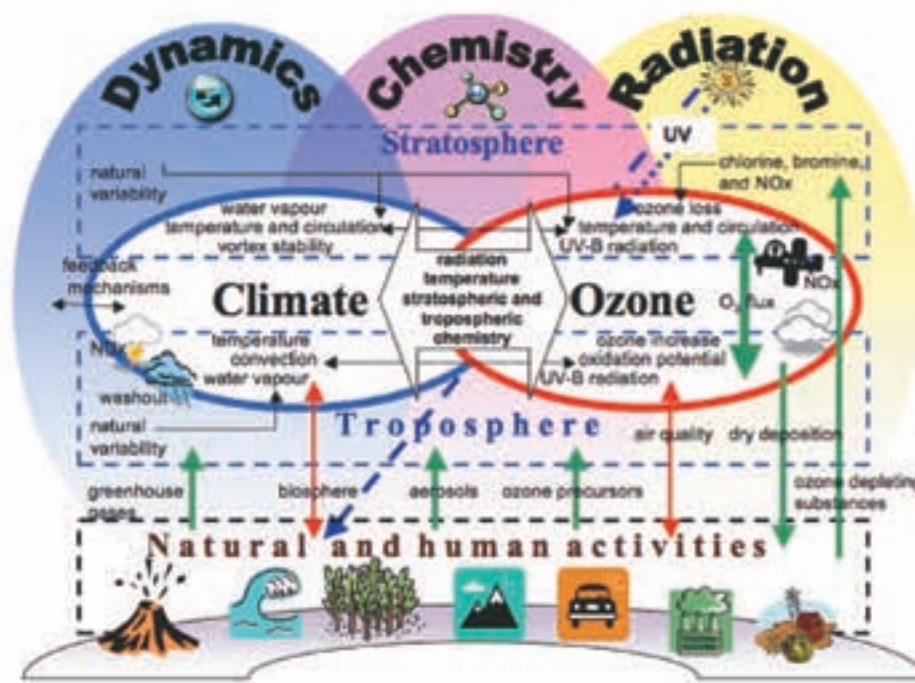 Dynamics
Chemistry
Radiation
UV
Stratosphere
natural
variability
chlorine, bromine,
and NOx
water vapour
temperature and circulation
vortex stability
ozone loss
temperature and circulation
UV-B radiation
feedback
mechanisms
Climate
radiation
temperature
stratospheric and
tropospheric
chemistry
Ozone
NOx
O3 flux
NOx
temperature
convection
water vapour
ozone increase
oxidation potential
UV-B radiation
washout
natural
variability
Troposphere
air quality
dry deposition
greenhouse
gases
biosphere
aerosols
ozone precursors
ozone depleting
substances
Natural and human activities